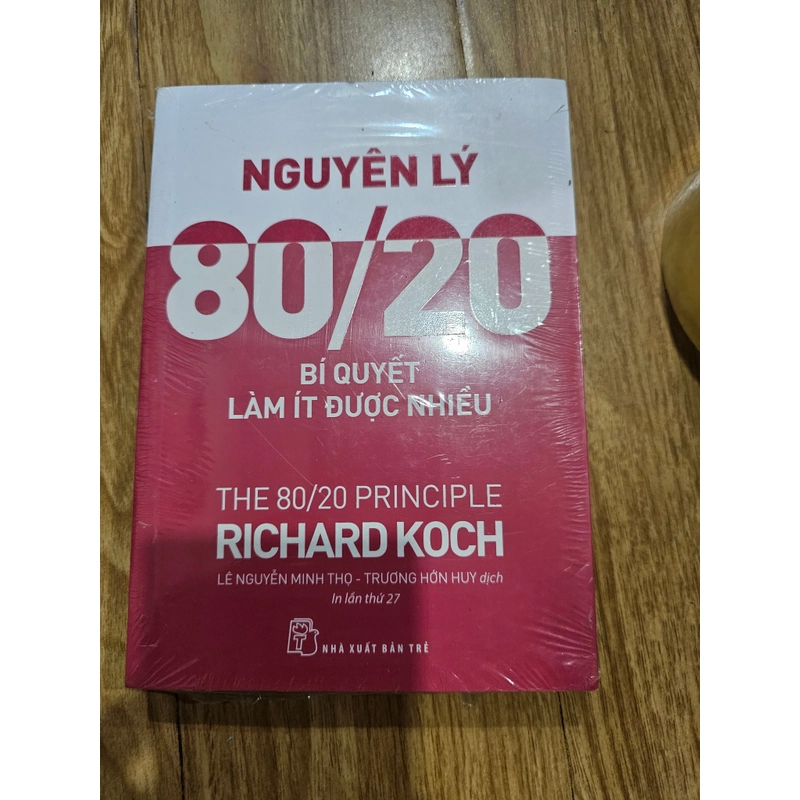 NGUYÊN LÝ
80/20
BÍ QUYẾT
LÀM ÍT ĐƯỢC NHIỀU
THE 80/20 PRINCIPLE
RICHARD KOCH
LÊ NGUYỄN MINH THỌ - TRƯƠNG HỚN HUY dịch
In lần thứ 27
T
NHÀ XUẤT BẢN TRẺ